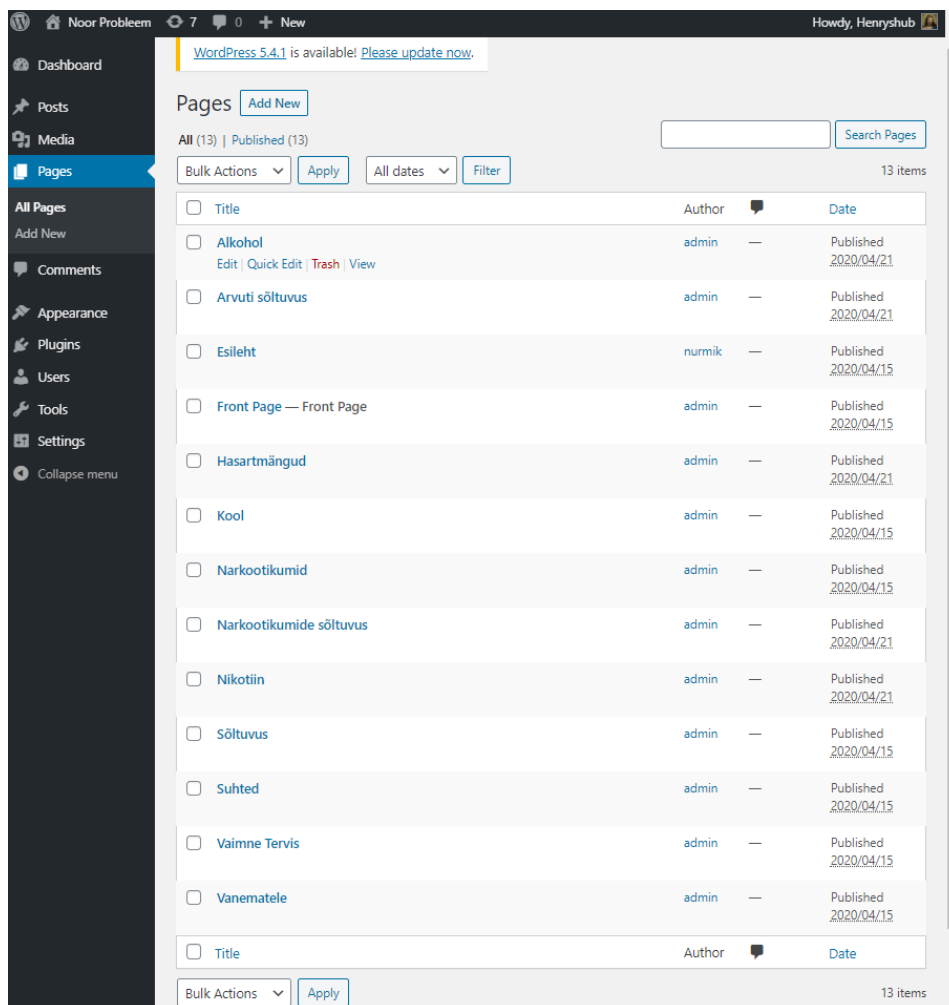 Noor Probleem 7 0 New Howdy, Henryshub
WordPress 5.4.1 is available! Please update now.
Dashboard
Posts
Media
Pages
All Pages
Add New
Comments
Appearance
Plugins
Users
Tools
Settings
Collapse menu
Pages Add New
All (13) | Published (13)
Search Pages
Bulk Actions Apply All dates Filter 13 items
Title Author Date
Alkohol admin — Published
Edit | Quick Edit | Trash | View 2020/04/21
Arvuti sõltuvus admin — Published
2020/04/21
Esileht nurmik — Published
2020/04/15
Front Page — Front Page admin — Published
2020/04/15
Hasartmängud admin — Published
2020/04/21
Kool admin — Published
2020/04/15
Narkootikumid admin — Published
2020/04/15
Narkootikumide sõltuvus admin — Published
2020/04/21
Nikotiin admin — Published
2020/04/21
Sõltuvus admin — Published
2020/04/15
Suhted admin — Published
2020/04/15
Vaimne Tervis admin — Published
2020/04/15
Vanematele admin — Published
2020/04/15
Title Author Date
Bulk Actions Apply 13 items